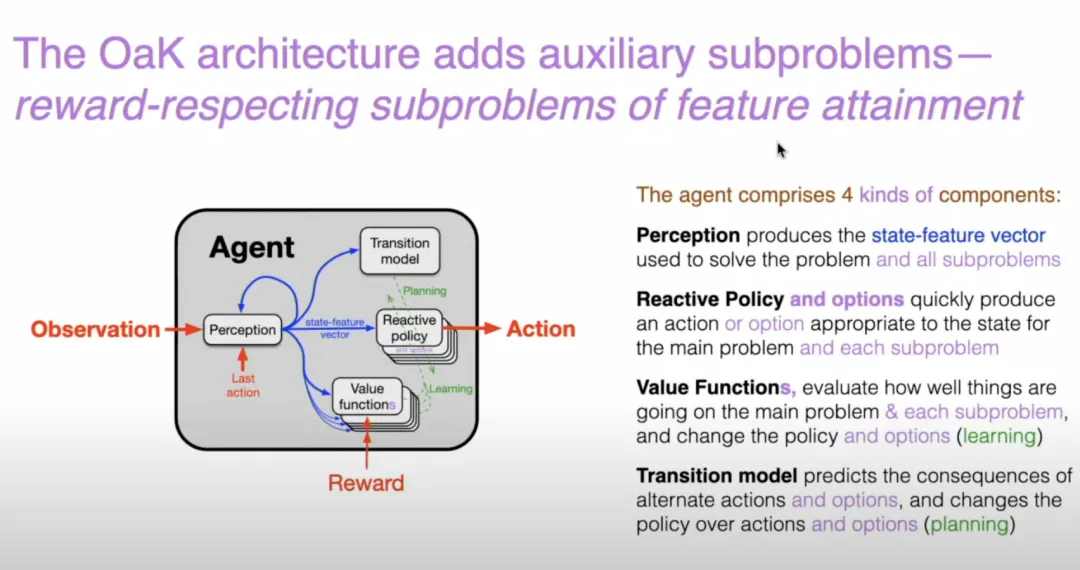 The OaK architecture adds auxiliary subproblems—
reward-respecting subproblems of feature attainment
Agent
Transition
model
Planning
Observation
Perception
state-feature
vector
Reactive
policy
and options
Action
Last
action
Value
functions
Learning
Reward
The agent comprises 4 kinds of components:
Perception produces the state-feature vector
used to solve the problem and all subproblems
Reactive Policy and options quickly produce
an action or option appropriate to the state for
the main problem and each subproblem
Value Functions, evaluate how well things are
going on the main problem & each subproblem,
and change the policy and options (learning)
Transition model predicts the consequences of
alternate actions and options, and changes the
policy over actions and options (planning)